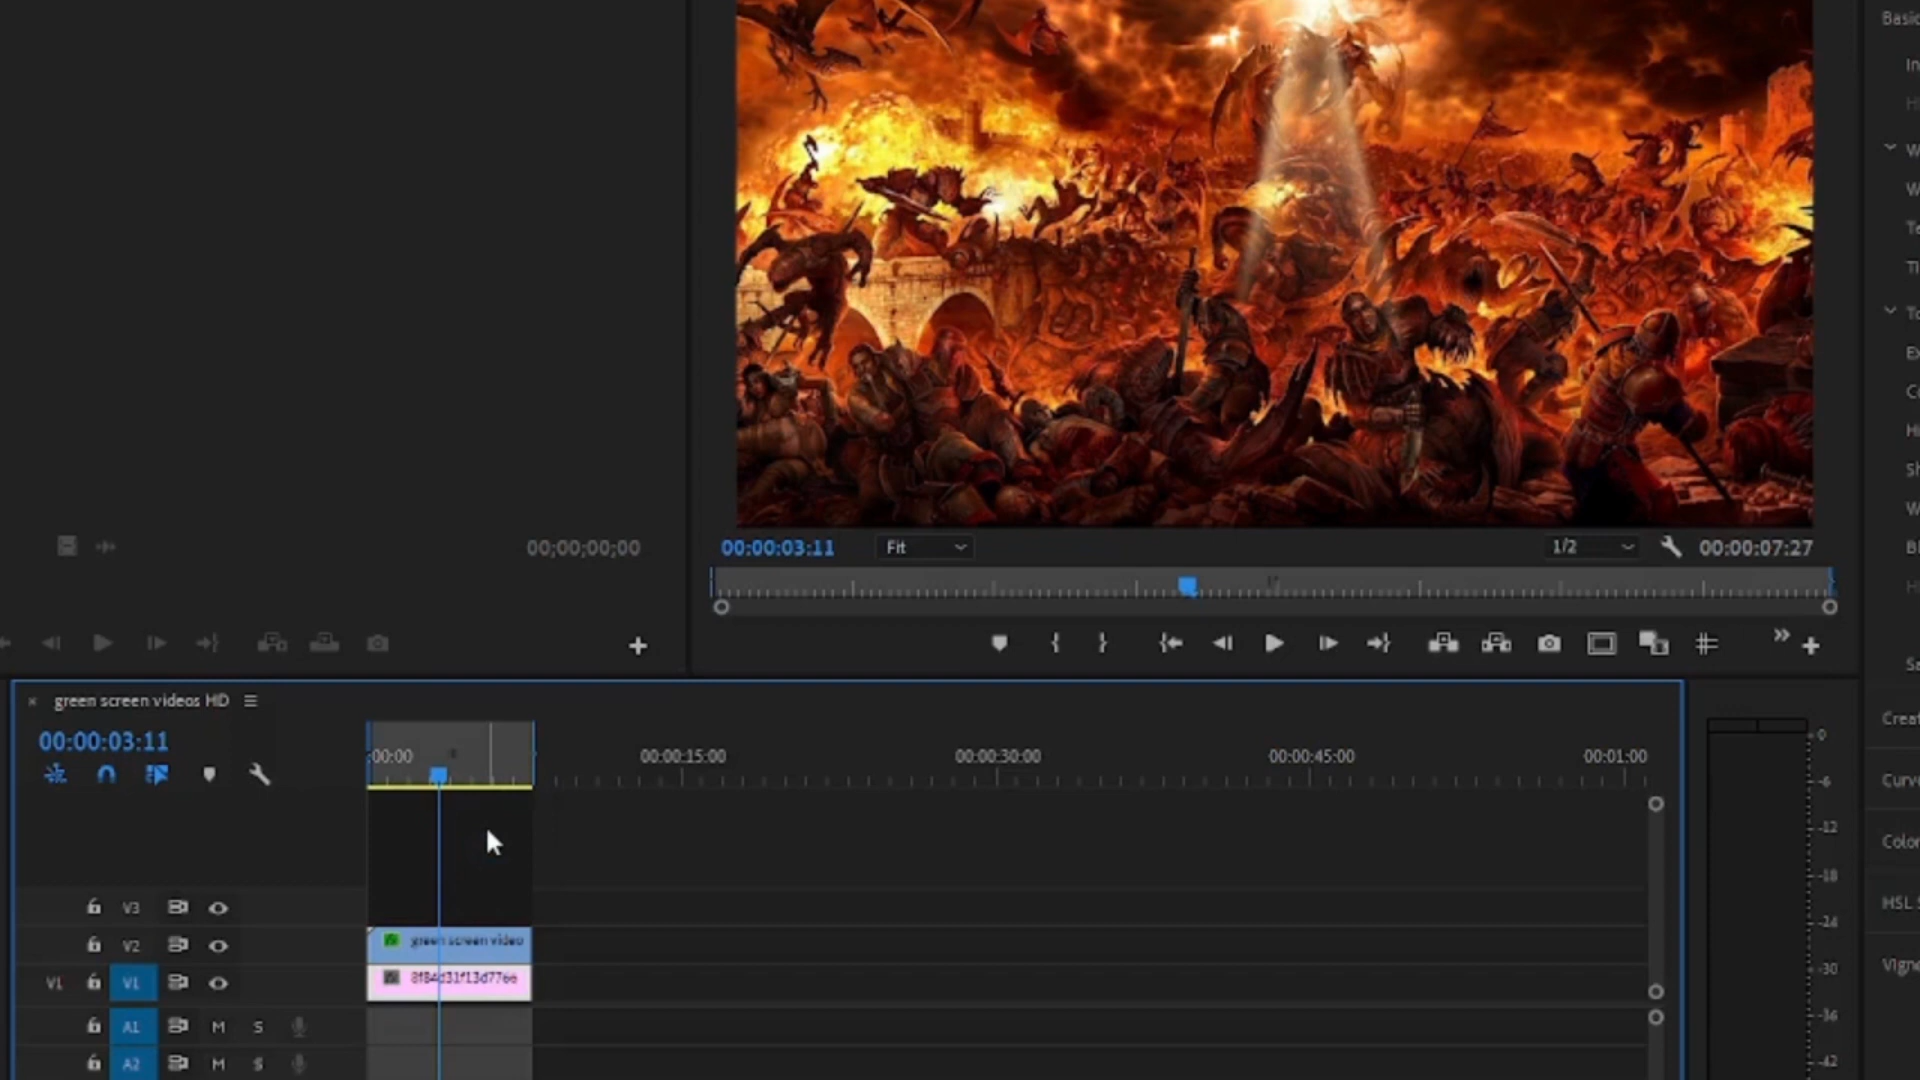 Basic
00;00;00;00
00:00:03:11
Fit
1/2
00:00:07:27
green screen videos HD
00:00:03:11
:00:00
00:00:15:00
00:00:30:00
00:00:45:00
00:01:00
0
-6
-12
-18
-24
-30
-36
-42
V3
V2
green screen video
V1
V1
8f84d31f13d7766
A1
M
S
A2
M
S
Creat
Curve
Color
HSL S
Vigne